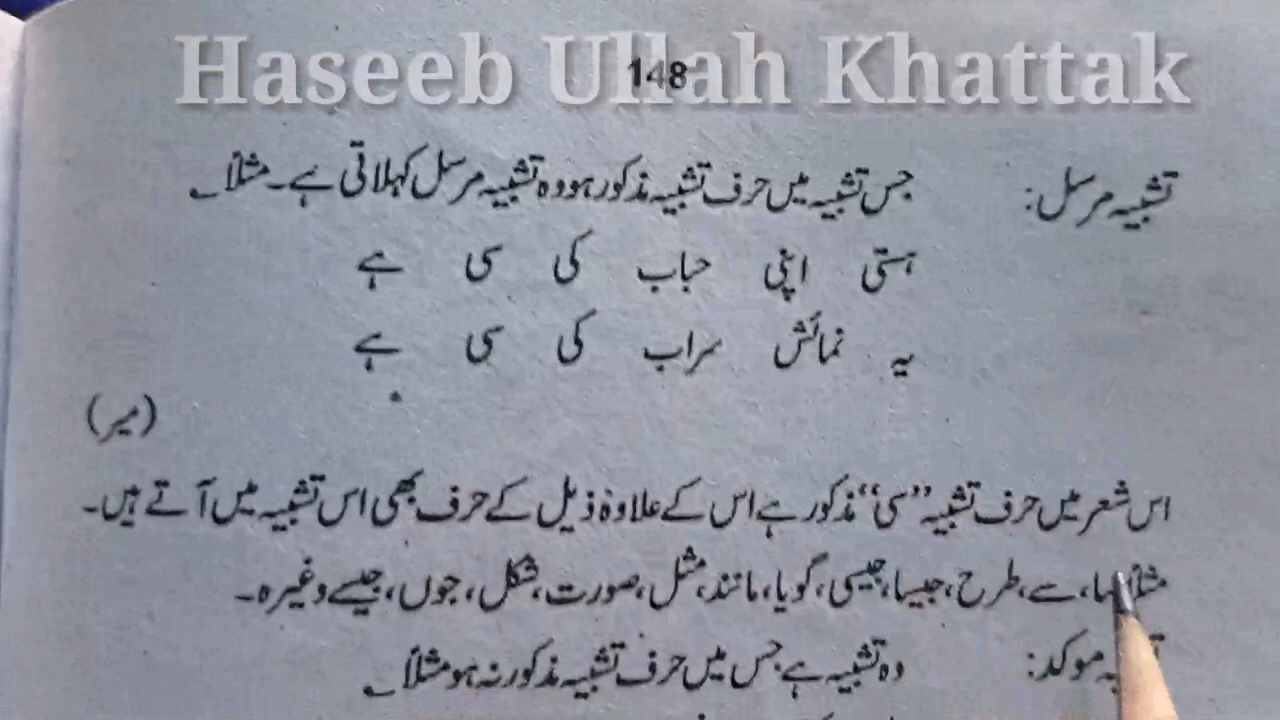 Haseeb Ullah Khattak
148
تشبیہ مرسل: جس تشبیہ میں حرف تشبیہ مذکور ہو وہ تشبیہ مرسل کہلاتی ہے۔ مثلاً
ہستی اپنی حباب کی سی ہے
یہ نمائش سراب کی سی ہے
(میر)
اس شعر میں حرف تشبیہ "سی" مذکور ہے اس کے علاوہ ذیل کے حرف بھی اس تشبیہ میں آتے ہیں۔
مثلاً سا، سے، طرح، جیسا، جیسی، گویا، مانند، مثل، صورت، شکل، جوں، جیسے وغیرہ۔
موکد: وہ تشبیہ ہے جس میں حرف تشبیہ مذکور نہ ہو مثلاً